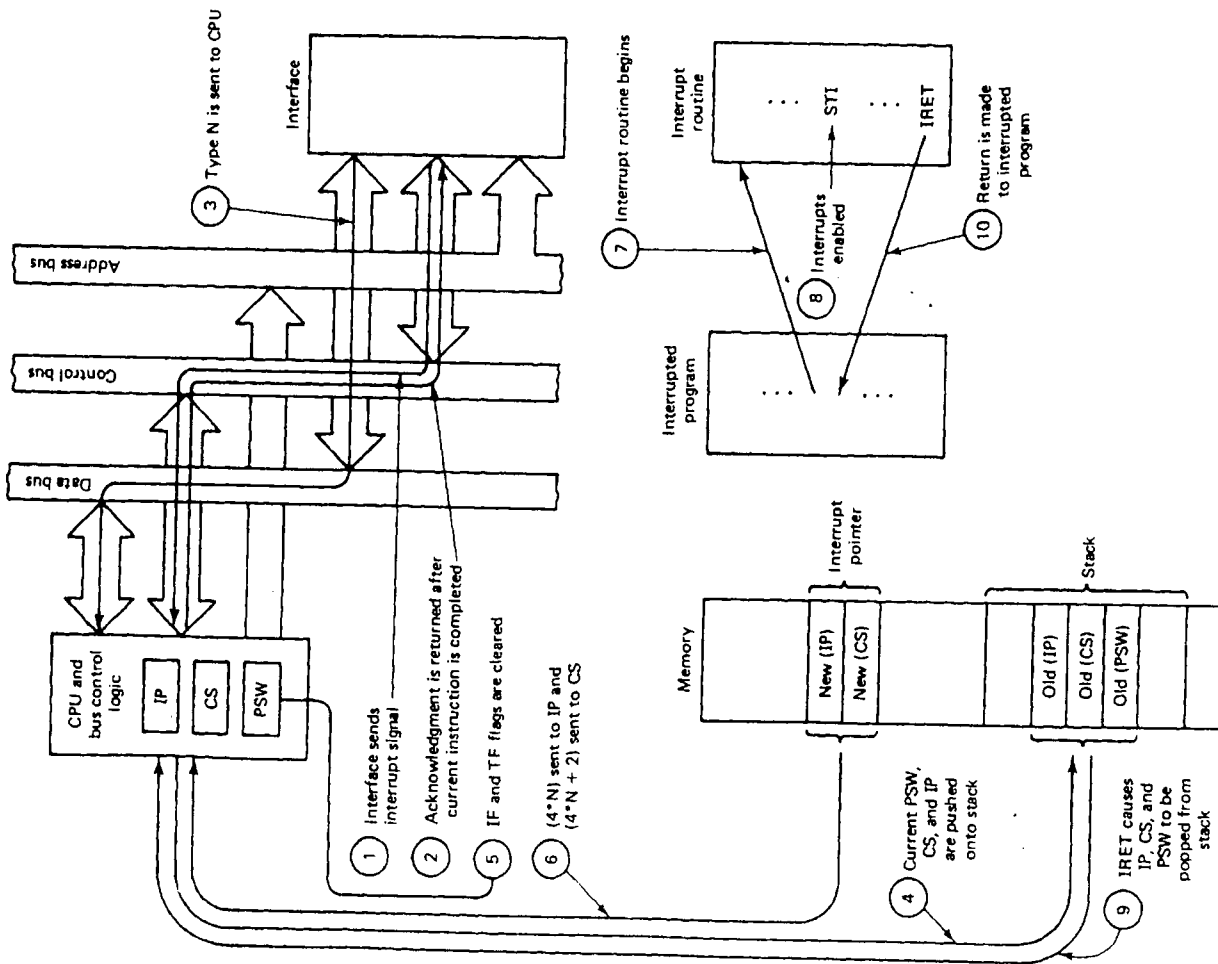 CPU and
bus control
logic
IP
CS
PSW
Data bus
Control bus
Address bus
Interface
3
Type N is sent to CPU
1
Interface sends
interrupt signal
2
Acknowledgment is returned after
current instruction is completed
5
IF and TF flags are cleared
6
(4*N) sent to IP and
(4*N + 2) sent to CS
4
Current PSW,
CS, and IP
are pushed
onto stack
9
IRET causes
IP, CS, and
PSW to be
popped from
stack
Memory
New (IP)
New (CS)
Interrupt
pointer
Old (IP)
Old (CS)
Old (PSW)
Stack
Interrupted
program
. . .
. . .
7
Interrupt routine begins
8
Interrupts
enabled
Interrupt
routine
. . .
STI
. . .
IRET
10
Return is made
to interrupted
program